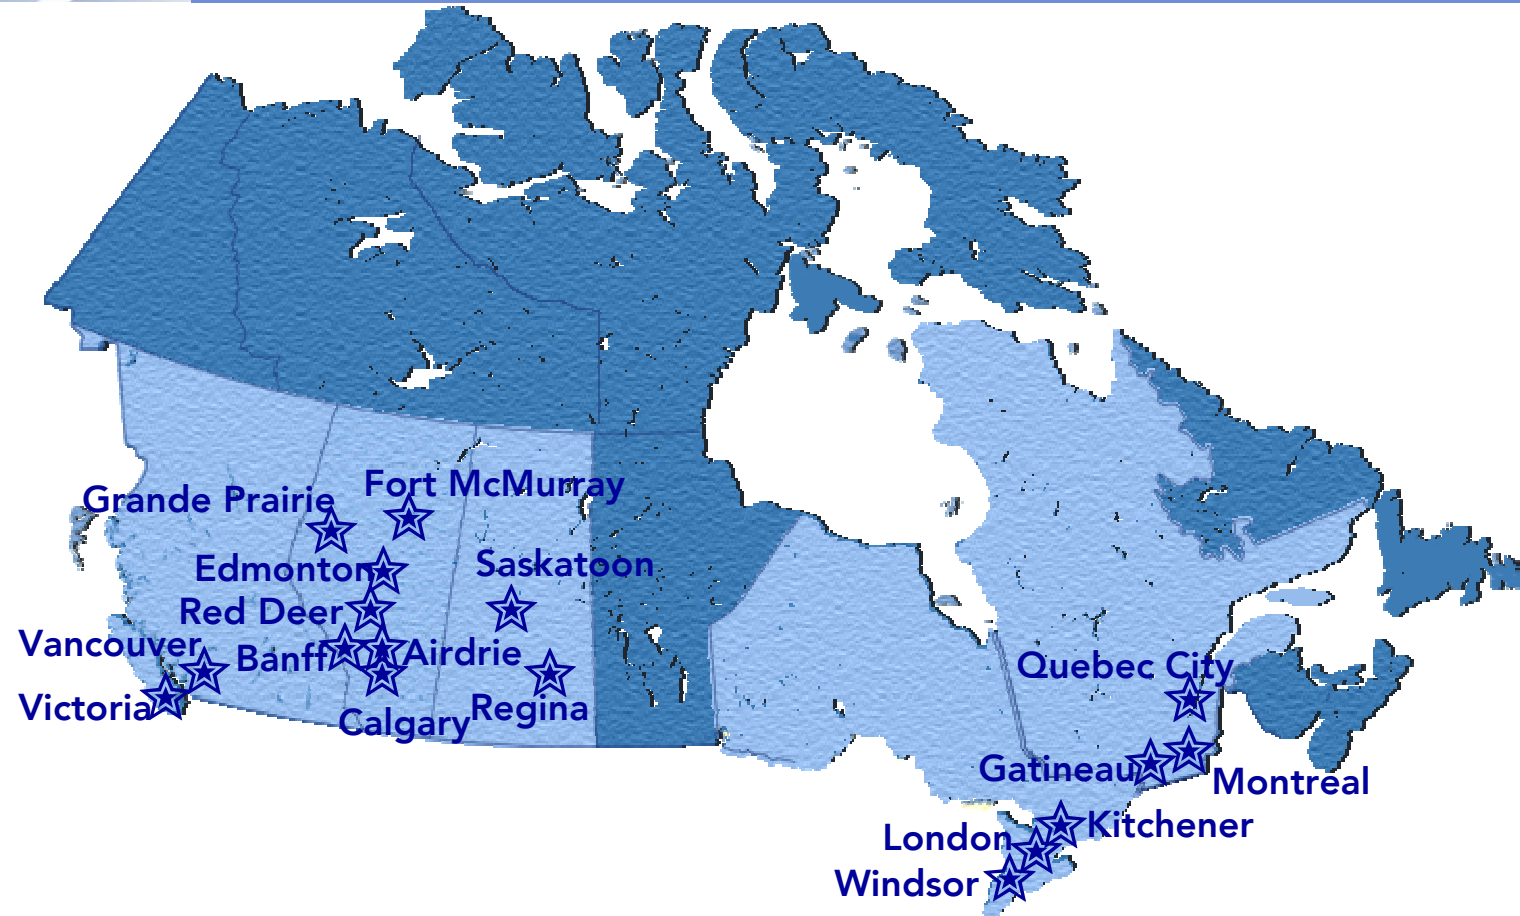 Fort McMurray
Grande Prairie
Edmonton
Saskatoon
Red Deer
Vancouver
Banff
Airdrie
Victoria
Calgary
Regina
Quebec City
Gatineau
Montreal
Kitchener
London
Windsor